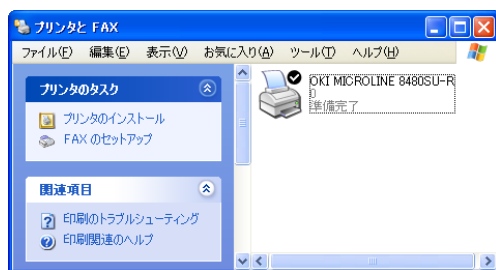 プリンタと FAX
ファイル(F) 編集(E) 表示(V) お気に入り(A) ツール(T) ヘルプ(H)
プリンタのタスク
プリンタのインストール
FAX のセットアップ
関連項目
印刷のトラブルシューティング
印刷関連のヘルプ
OKI MICROLINE 8480SU-R
0
準備完了